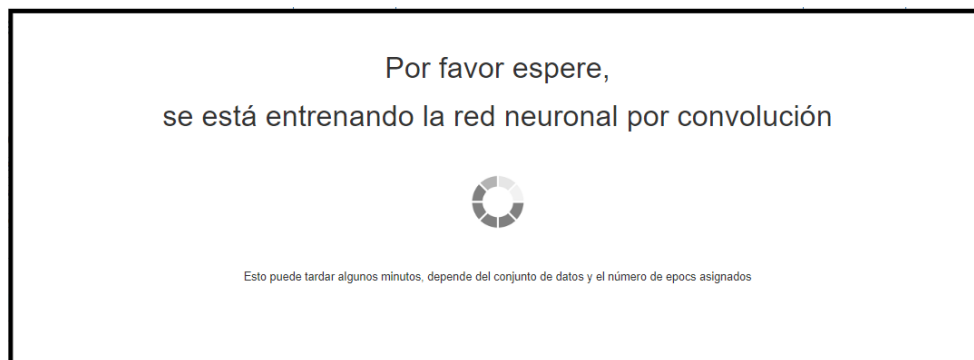 Por favor espere,
se está entrenando la red neuronal por convolución
Esto puede tardar algunos minutos, depende del conjunto de datos y el número de epocs asignados